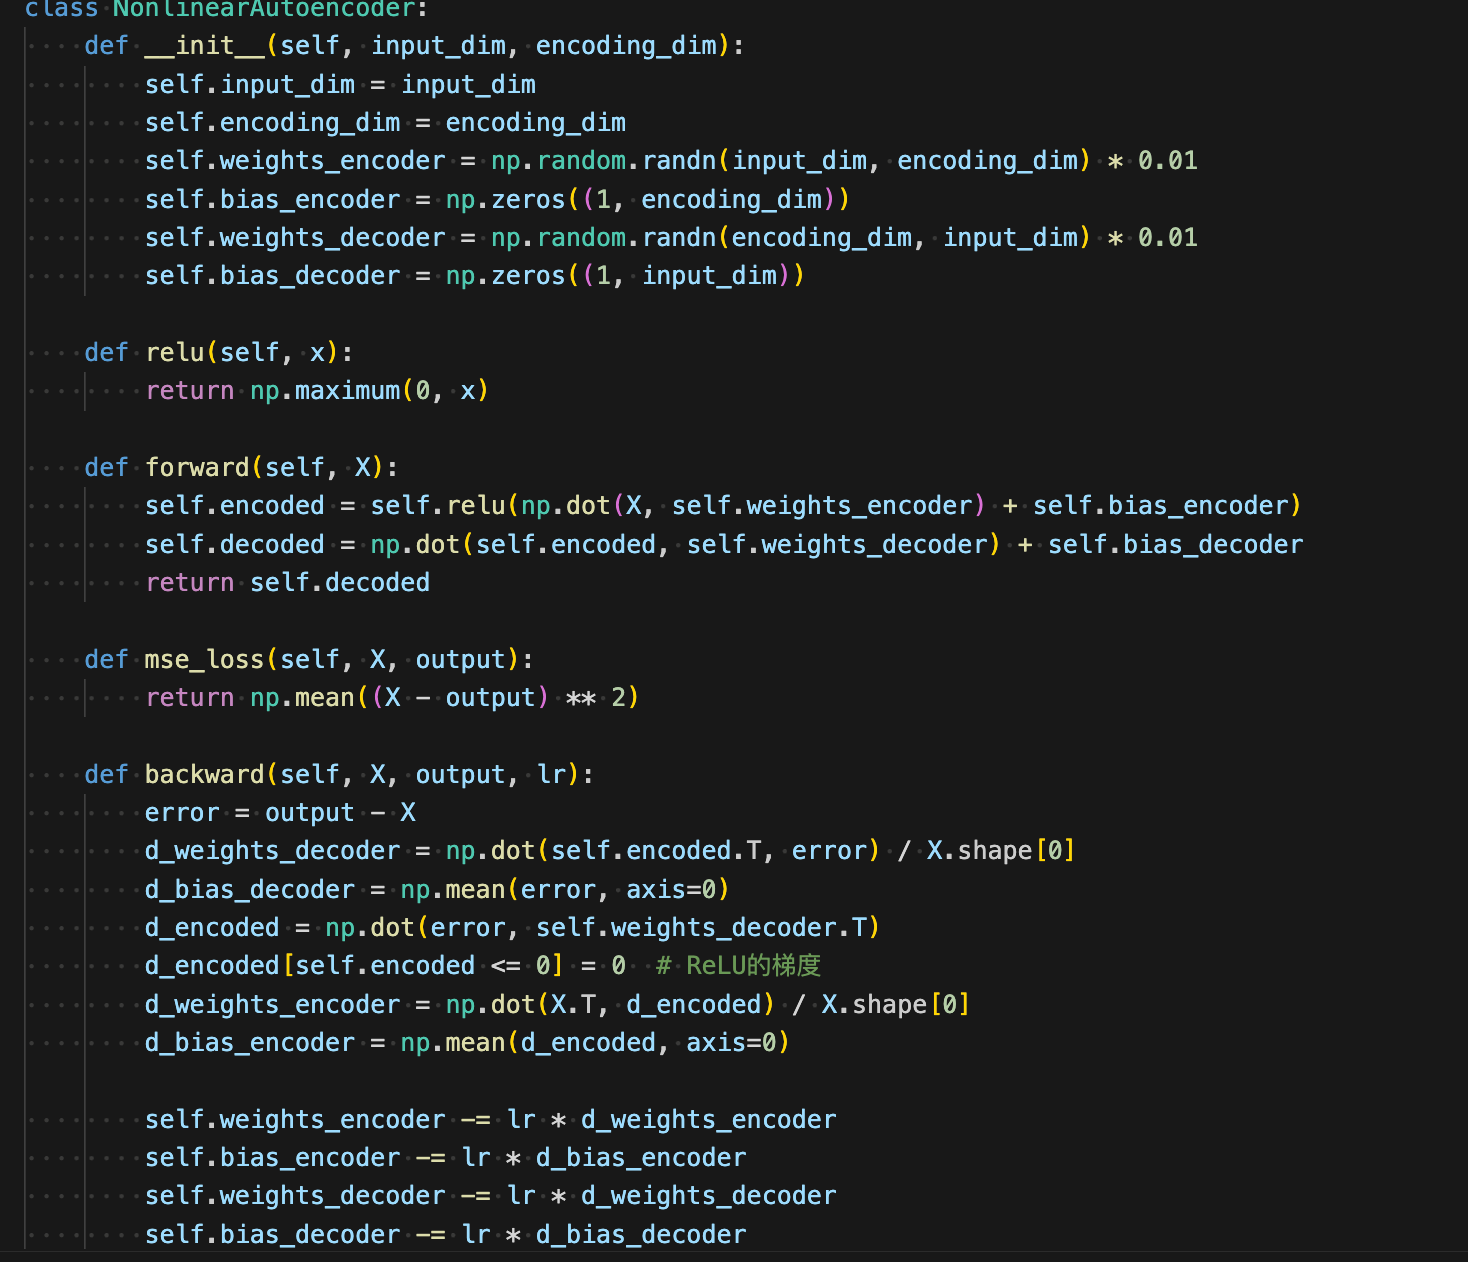 class NonlinearAutoencoder:
    def __init__(self, input_dim, encoding_dim):
        self.input_dim = input_dim
        self.encoding_dim = encoding_dim
        self.weights_encoder = np.random.randn(input_dim, encoding_dim) * 0.01
        self.bias_encoder = np.zeros((1, encoding_dim))
        self.weights_decoder = np.random.randn(encoding_dim, input_dim) * 0.01
        self.bias_decoder = np.zeros((1, input_dim))

    def relu(self, x):
        return np.maximum(0, x)

    def forward(self, X):
        self.encoded = self.relu(np.dot(X, self.weights_encoder) + self.bias_encoder)
        self.decoded = np.dot(self.encoded, self.weights_decoder) + self.bias_decoder
        return self.decoded

    def mse_loss(self, X, output):
        return np.mean((X - output) ** 2)

    def backward(self, X, output, lr):
        error = output - X
        d_weights_decoder = np.dot(self.encoded.T, error) / X.shape[0]
        d_bias_decoder = np.mean(error, axis=0)
        d_encoded = np.dot(error, self.weights_decoder.T)
        d_encoded[self.encoded <= 0] = 0  # ReLU的梯度
        d_weights_encoder = np.dot(X.T, d_encoded) / X.shape[0]
        d_bias_encoder = np.mean(d_encoded, axis=0)

        self.weights_encoder -= lr * d_weights_encoder
        self.bias_encoder -= lr * d_bias_encoder
        self.weights_decoder -= lr * d_weights_decoder
        self.bias_decoder -= lr * d_bias_decoder